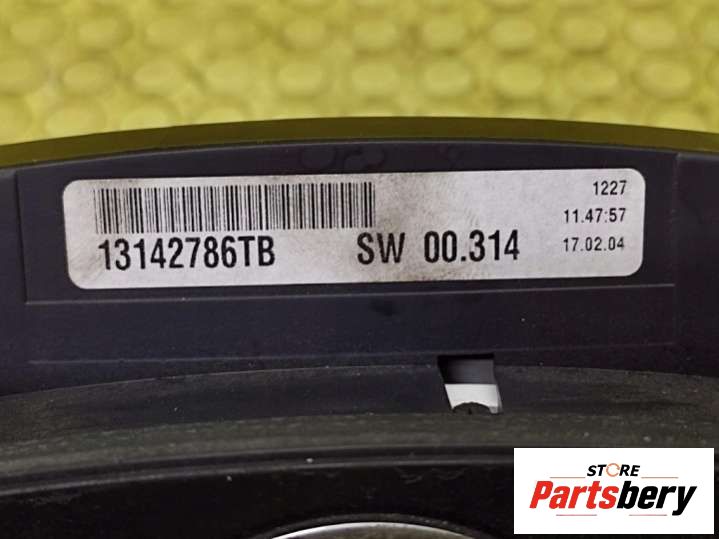 1227
11.47:57
13142786TB SW 00.314 17.02.04
STORE
Partsbery